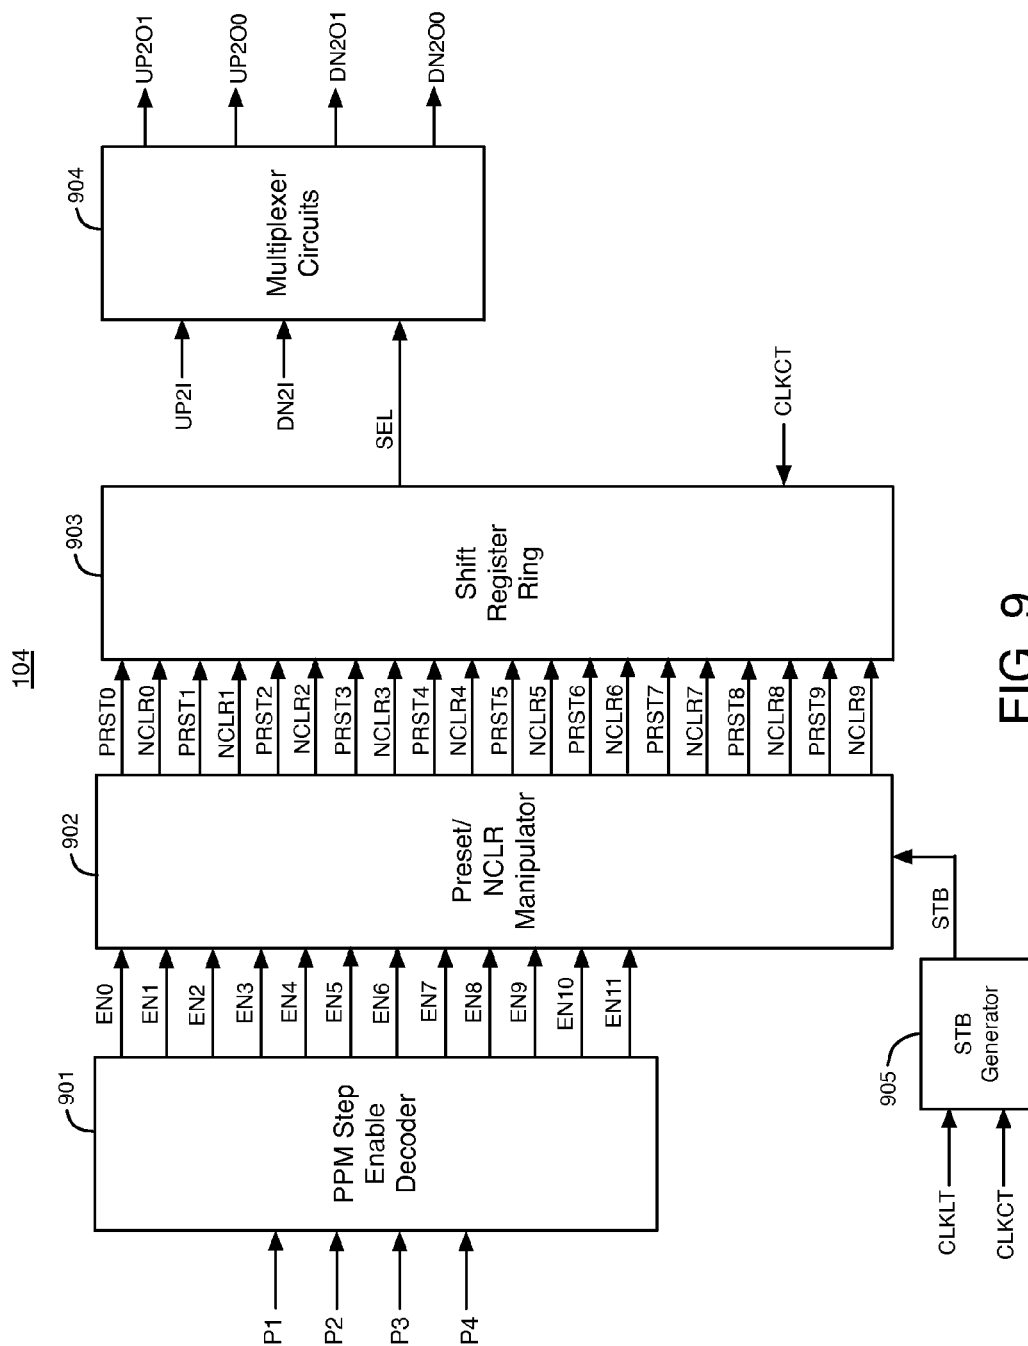 104
901
PPM Step
Enable
Decoder
P1
P2
P3
P4
EN0
EN1
EN2
EN3
EN4
EN5
EN6
EN7
EN8
EN9
EN10
EN11
902
Preset/
NCLR
Manipulator
PRST0
NCLR0
PRST1
NCLR1
PRST2
NCLR2
PRST3
NCLR3
PRST4
NCLR4
PRST5
NCLR5
PRST6
NCLR6
PRST7
NCLR7
PRST8
NCLR8
PRST9
NCLR9
903
Shift
Register
Ring
SEL
CLKCT
904
Multiplexer
Circuits
UP2I
DN2I
UP2O1
UP2O0
DN2O1
DN2O0
905
STB
Generator
CLKLT
CLKCT
STB
FIG. 9